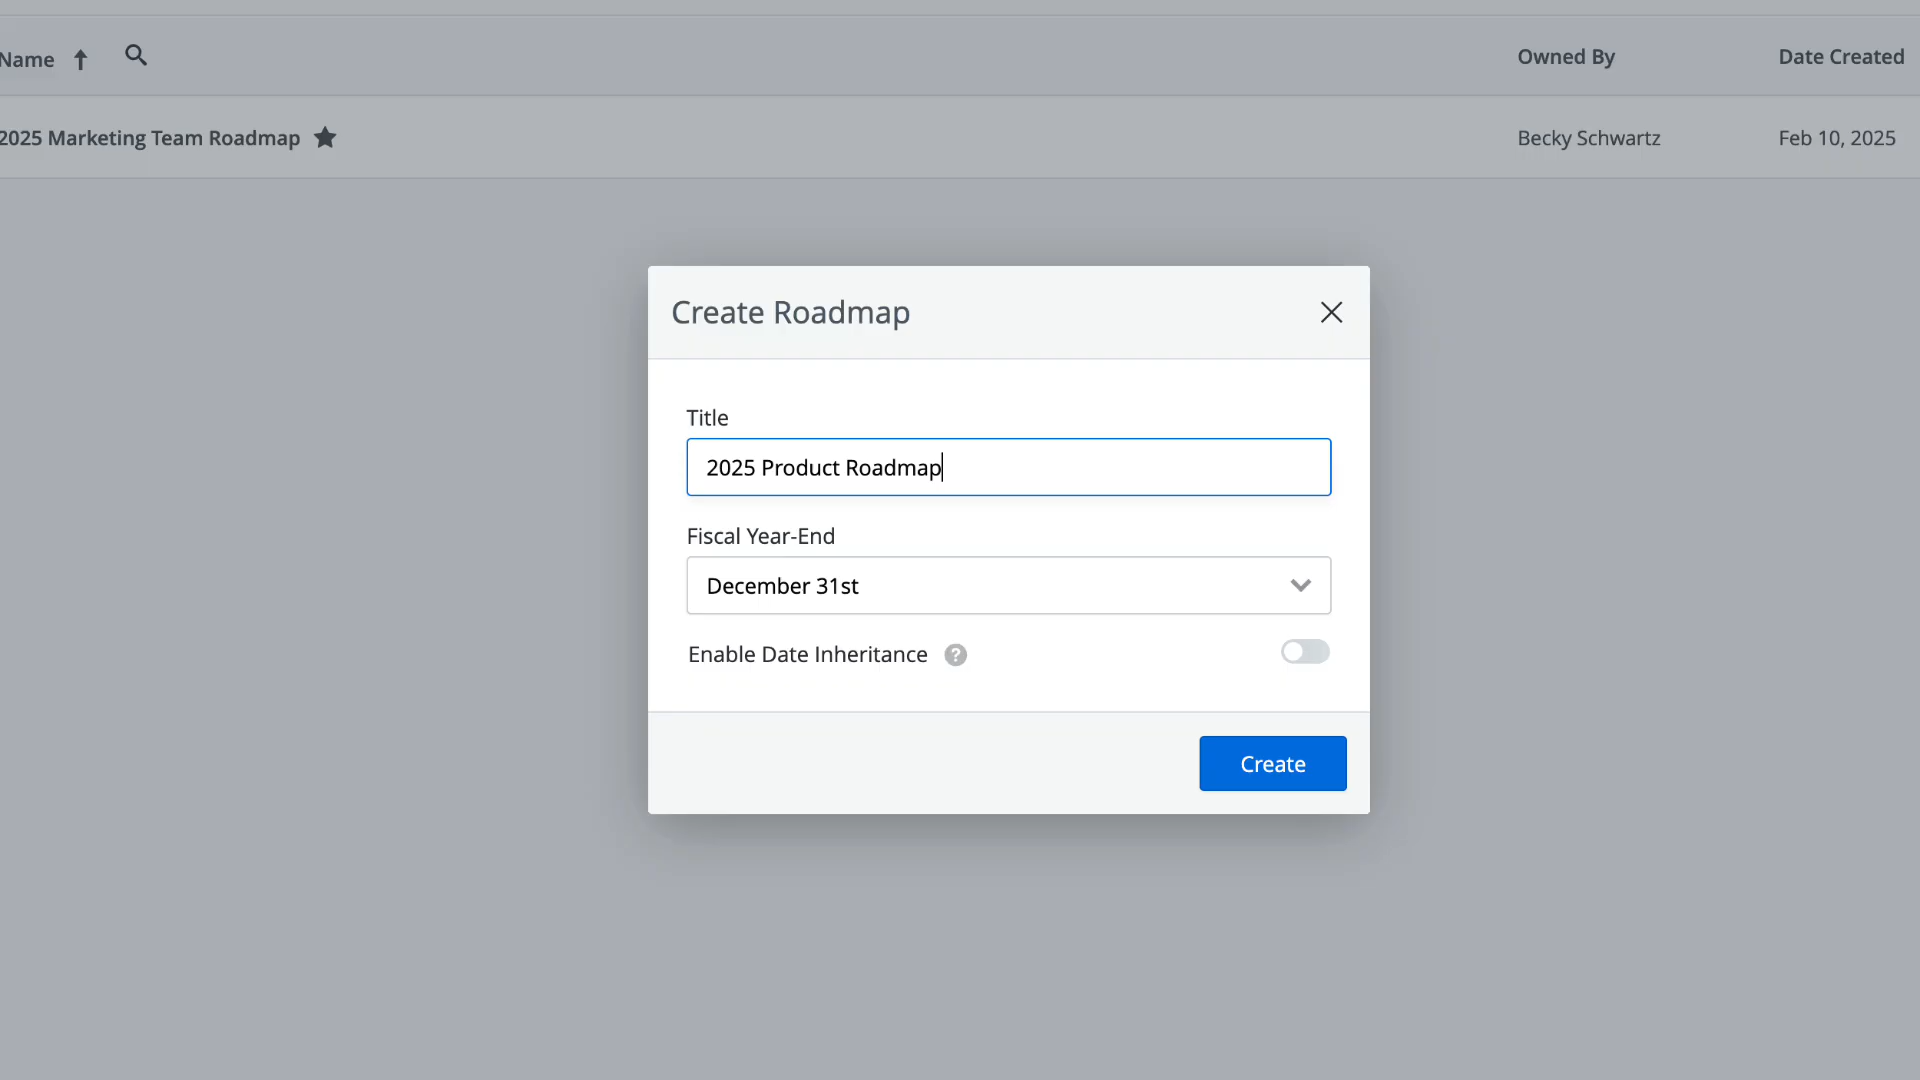 Name
Owned By
Date Created
2025 Marketing Team Roadmap
Becky Schwartz
Feb 10, 2025
Create Roadmap
Title
2025 Product Roadmap
Fiscal Year-End
December 31st
Enable Date Inheritance ?
Create